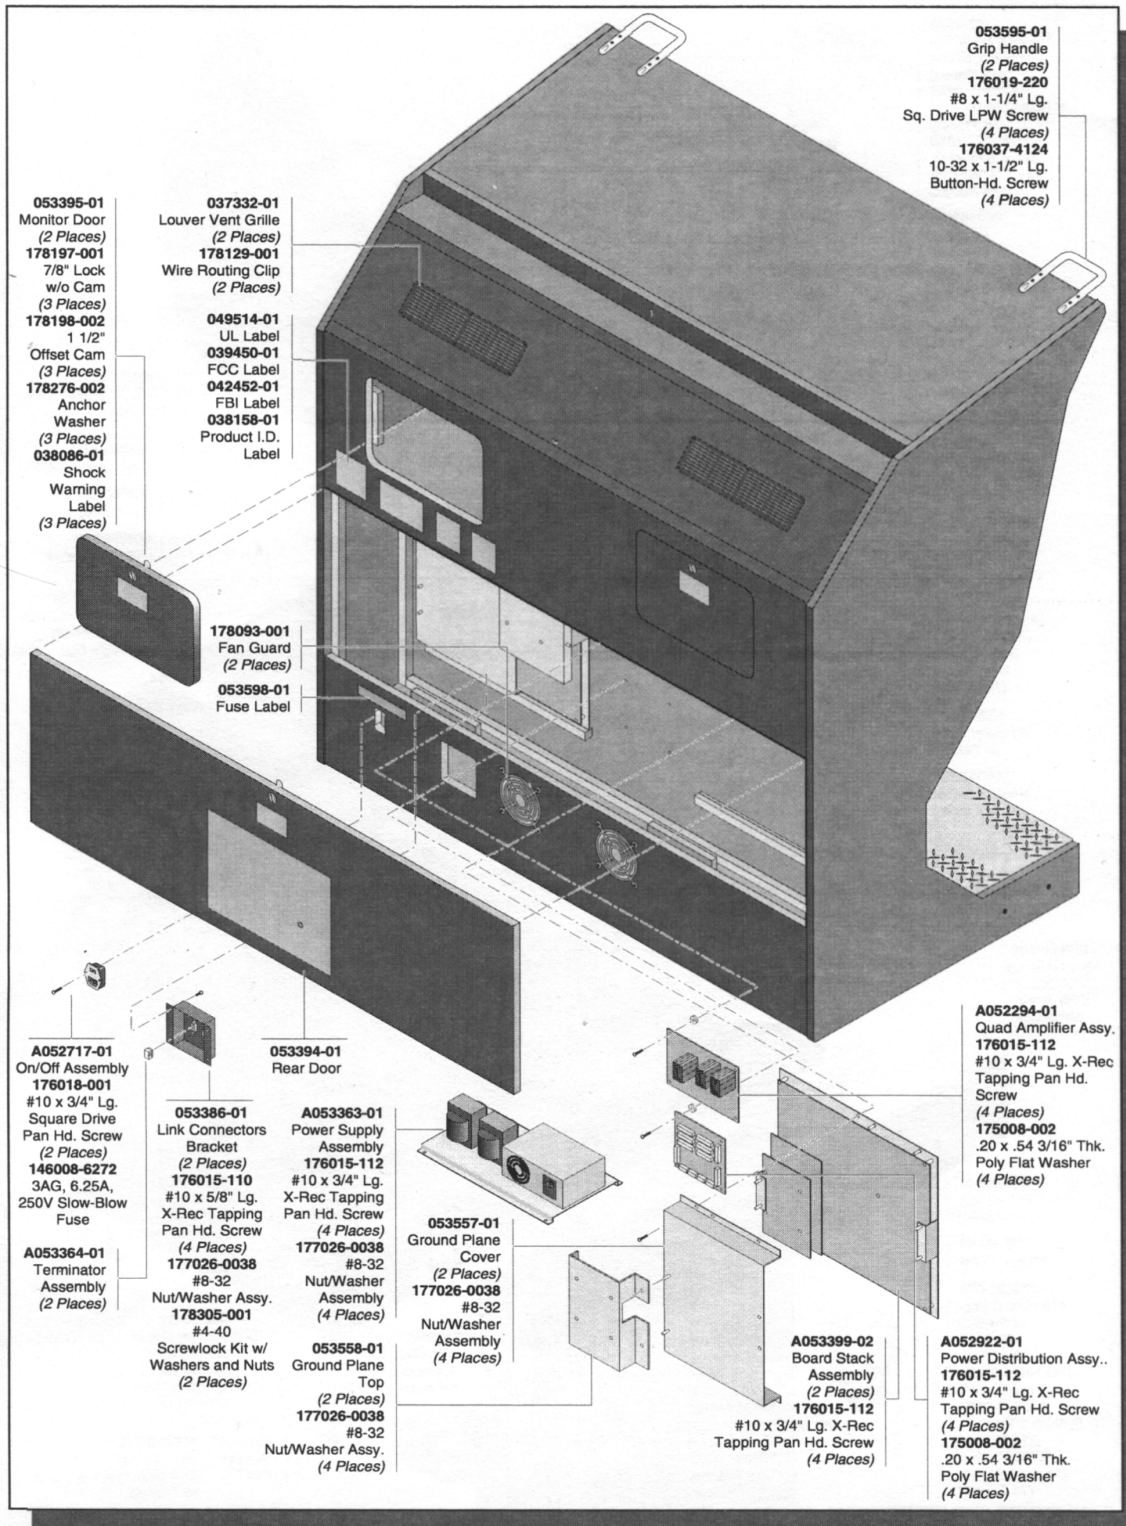 053595-01
Grip Handle
(2 Places)
176019-220
#8 x 1-1/4" Lg.
Sq. Drive LPW Screw
(4 Places)
176037-4124
10-32 x 1-1/2" Lg.
Button-Hd. Screw
(4 Places)
053395-01
Monitor Door
(2 Places)
178197-001
7/8" Lock
w/o Cam
(3 Places)
178198-002
1 1/2"
Offset Cam
(3 Places)
178276-002
Anchor
Washer
(3 Places)
038086-01
Shock
Warning
Label
(3 Places)
037332-01
Louver Vent Grille
(2 Places)
178129-001
Wire Routing Clip
(2 Places)
049514-01
UL Label
039450-01
FCC Label
042452-01
FBI Label
038158-01
Product I.D.
Label
178093-001
Fan Guard
(2 Places)
053598-01
Fuse Label
A052717-01
On/Off Assembly
176018-001
#10 x 3/4" Lg.
Square Drive
Pan Hd. Screw
(2 Places)
146008-6272
3AG, 6.25A,
250V Slow-Blow
Fuse
A053364-01
Terminator
Assembly
(2 Places)
053386-01
Link Connectors
Bracket
(2 Places)
176015-110
#10 x 5/8" Lg.
X-Rec Tapping
Pan Hd. Screw
(4 Places)
177026-0038
#8-32
Nut/Washer Assy.
178305-001
#4-40
Screwlock Kit w/
Washers and Nuts
(2 Places)
053394-01
Rear Door
A053363-01
Power Supply
Assembly
176015-112
#10 x 3/4" Lg.
X-Rec Tapping
Pan Hd. Screw
(4 Places)
177026-0038
#8-32
Nut/Washer
Assembly
(4 Places)
053558-01
Ground Plane
Top
(2 Places)
177026-0038
#8-32
Nut/Washer Assy.
(4 Places)
053557-01
Ground Plane
Cover
(2 Places)
177026-0038
#8-32
Nut/Washer
Assembly
(4 Places)
A052294-01
Quad Amplifier Assy.
176015-112
#10 x 3/4" Lg. X-Rec
Tapping Pan Hd.
Screw
(4 Places)
175008-002
.20 x .54 3/16" Thk.
Poly Flat Washer
(4 Places)
A053399-02
Board Stack
Assembly
(2 Places)
176015-112
#10 x 3/4" Lg. X-Rec
Tapping Pan Hd. Screw
(4 Places)
A052922-01
Power Distribution Assy..
176015-112
#10 x 3/4" Lg. X-Rec
Tapping Pan Hd. Screw
(4 Places)
175008-002
.20 x .54 3/16" Thk.
Poly Flat Washer
(4 Places)